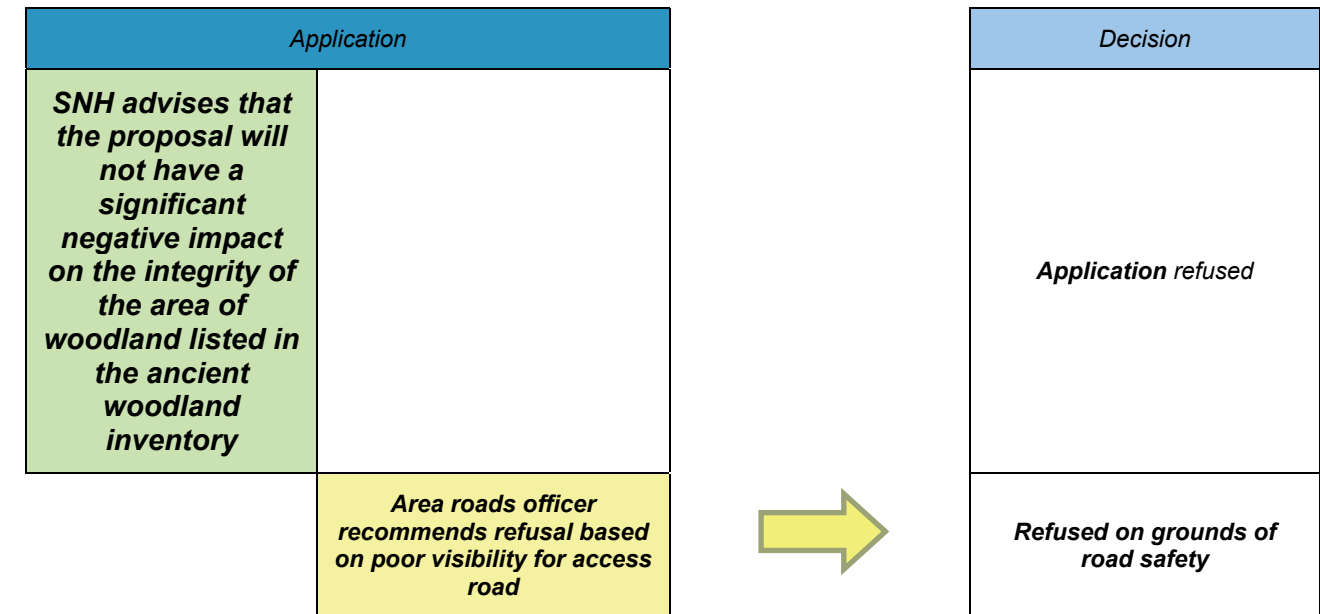 Application
Decision
SNH advises that
the proposal will
not have a
significant
negative impact
on the integrity of
the area of
woodland listed in
the ancient
woodland
inventory
Application refused
Area roads officer
recommends refusal based
on poor visibility for access
road
Refused on grounds of
road safety